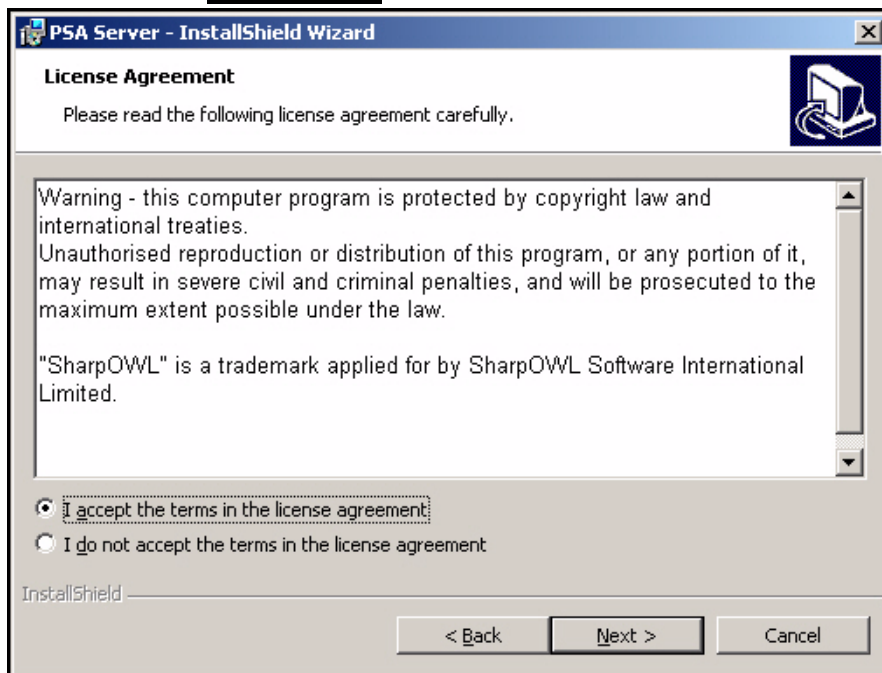 PSA Server - InstallShield Wizard
License Agreement
Please read the following license agreement carefully.
Warning - this computer program is protected by copyright law and
international treaties.
Unauthorised reproduction or distribution of this program, or any portion of it,
may result in severe civil and criminal penalties, and will be prosecuted to the
maximum extent possible under the law.
"SharpOWL" is a trademark applied for by SharpOWL Software International
Limited.
I accept the terms in the license agreement
I do not accept the terms in the license agreement
InstallShield
< Back
Next >
Cancel